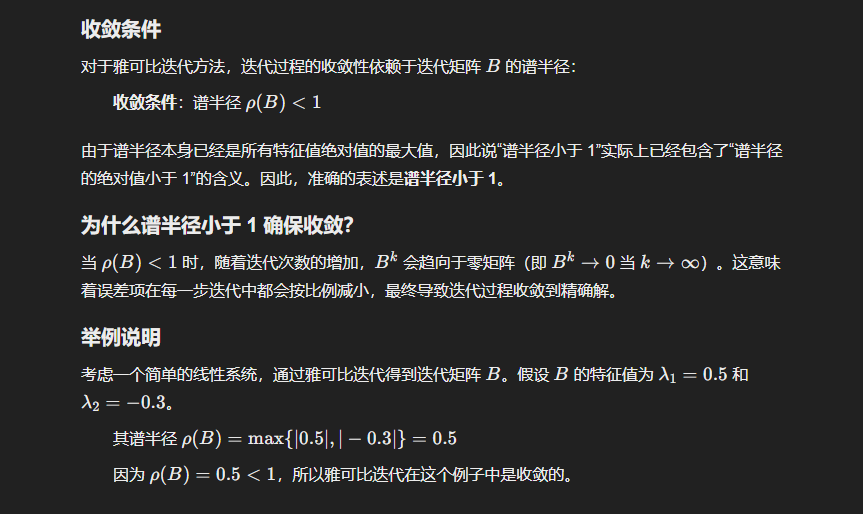 收敛条件
对于雅可比迭代方法，迭代过程的收敛性依赖于迭代矩阵 B 的谱半径：
收敛条件：谱半径 ρ(B) < 1
由于谱半径本身已经是所有特征值绝对值的最大值，因此说“谱半径小于 1”实际上已经包含了“谱半径
的绝对值小于 1”的含义。因此，准确的表述是谱半径小于 1。
为什么谱半径小于 1 确保收敛？
当 ρ(B) < 1 时，随着迭代次数的增加，Bᵏ 会趋向于零矩阵（即 Bᵏ → 0 当 k → ∞）。这意味
着误差项在每一步迭代中都会按比例减小，最终导致迭代过程收敛到精确解。
举例说明
考虑一个简单的线性系统，通过雅可比迭代得到迭代矩阵 B。假设 B 的特征值为 λ₁ = 0.5 和
λ₂ = −0.3。
其谱半径 ρ(B) = max{|0.5|, | − 0.3|} = 0.5
因为 ρ(B) = 0.5 < 1，所以雅可比迭代在这个例子中是收敛的。